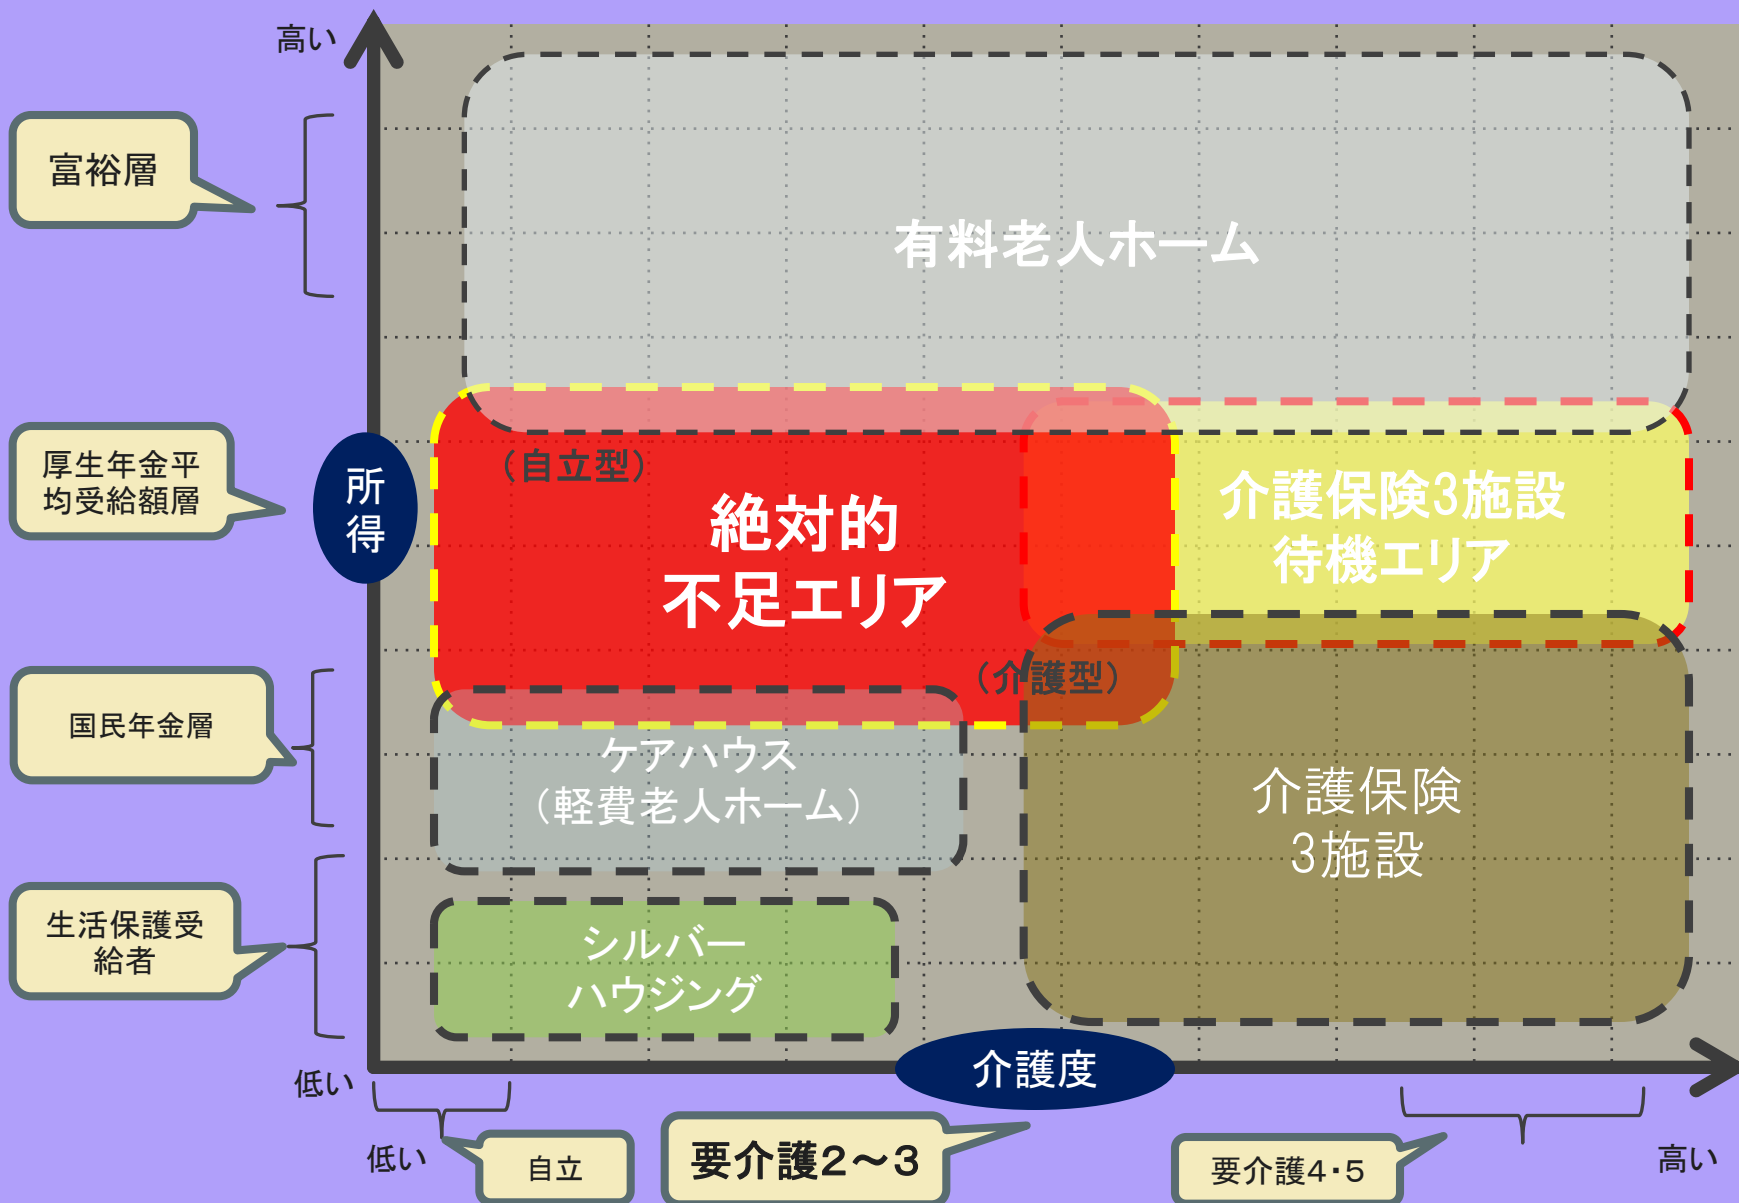 高い
富裕層
有料老人ホーム
厚生年金平
均受給額層
所
得
（自立型）
絶対的
不足エリア
介護保険3施設
待機エリア
（介護型）
国民年金層
ケアハウス
（軽費老人ホーム）
介護保険
3施設
生活保護受
給者
シルバー
ハウジング
低い
介護度
低い
自立
要介護２～３
要介護４・５
高い